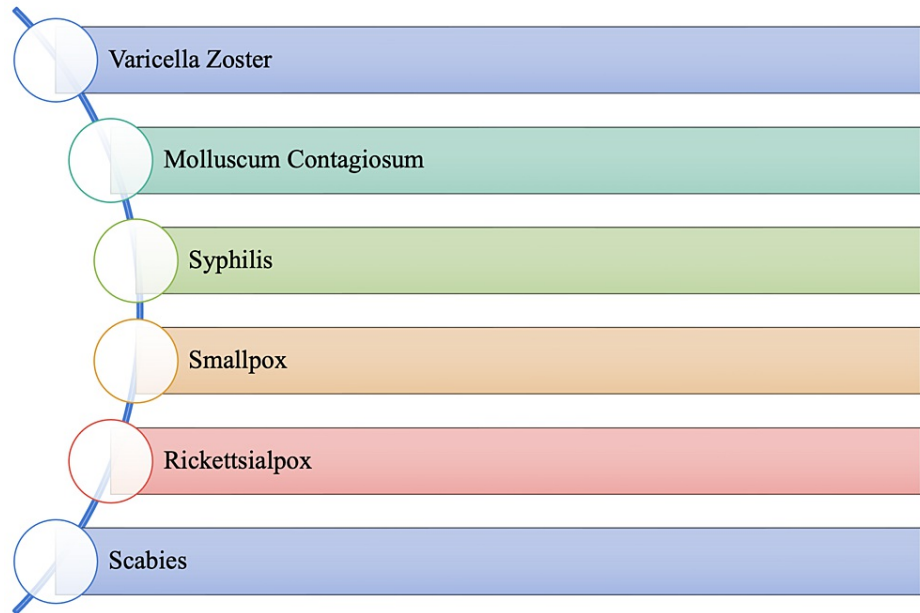 Varicella Zoster
Molluscum Contagiosum
Syphilis
Smallpox
Rickettsialpox
Scabies